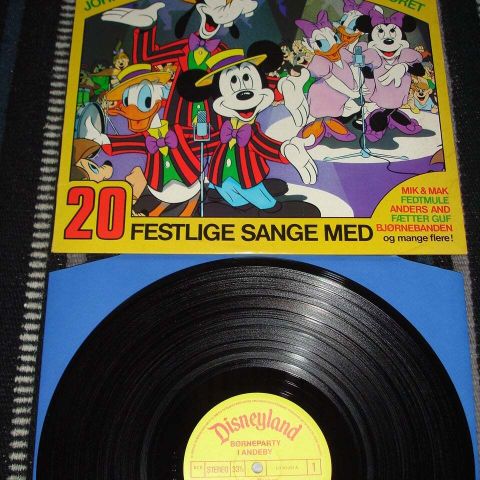 20 FESTLIGE SANGE MED
MIK & MAK
FEDTMULE
ANDERS AND
FÆTTER GUF
BJØRNEBANDEN
og mange flere!
Disneyland
BØRNEPARTY
I ANDEBY
STEREO 33⅓
1